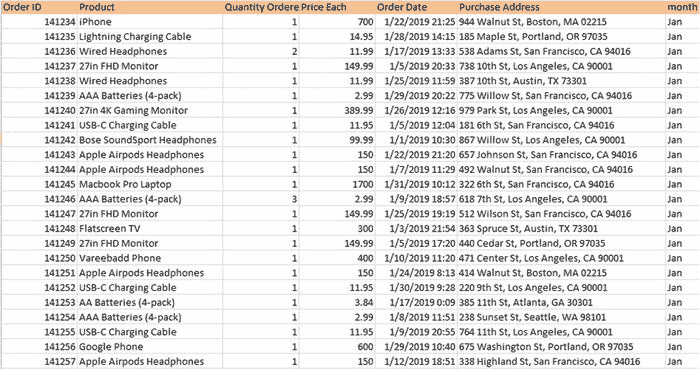 Order ID Product Quantity Ordere Price Each Order Date Purchase Address month
141234 iPhone 1 700 1/22/2019 21:25 944 Walnut St, Boston, MA 02215 Jan
141235 Lightning Charging Cable 1 14.95 1/28/2019 14:15 185 Maple St, Portland, OR 97035 Jan
141236 Wired Headphones 2 11.99 1/17/2019 13:33 538 Adams St, San Francisco, CA 94016 Jan
141237 27in FHD Monitor 1 149.99 1/5/2019 20:33 738 10th St, Los Angeles, CA 90001 Jan
141238 Wired Headphones 1 11.99 1/25/2019 11:59 387 10th St, Austin, TX 73301 Jan
141239 AAA Batteries (4-pack) 1 2.99 1/29/2019 20:22 775 Willow St, San Francisco, CA 94016 Jan
141240 27in 4K Gaming Monitor 1 389.99 1/26/2019 12:16 979 Park St, Los Angeles, CA 90001 Jan
141241 USB-C Charging Cable 1 11.95 1/5/2019 12:04 181 6th St, San Francisco, CA 94016 Jan
141242 Bose SoundSport Headphones 1 99.99 1/1/2019 10:30 867 Willow St, Los Angeles, CA 90001 Jan
141243 Apple Airpods Headphones 1 150 1/22/2019 21:20 657 Johnson St, San Francisco, CA 94016 Jan
141244 Apple Airpods Headphones 1 150 1/7/2019 11:29 492 Walnut St, San Francisco, CA 94016 Jan
141245 Macbook Pro Laptop 1 1700 1/31/2019 10:12 322 6th St, San Francisco, CA 94016 Jan
141246 AAA Batteries (4-pack) 3 2.99 1/9/2019 18:57 618 7th St, Los Angeles, CA 90001 Jan
141247 27in FHD Monitor 1 149.99 1/25/2019 19:19 512 Wilson St, San Francisco, CA 94016 Jan
141248 Flatscreen TV 1 300 1/3/2019 21:54 363 Spruce St, Austin, TX 73301 Jan
141249 27in FHD Monitor 1 149.99 1/5/2019 17:20 440 Cedar St, Portland, OR 97035 Jan
141250 Vareebadd Phone 1 400 1/10/2019 11:20 471 Center St, Los Angeles, CA 90001 Jan
141251 Apple Airpods Headphones 1 150 1/24/2019 8:13 414 Walnut St, Boston, MA 02215 Jan
141252 USB-C Charging Cable 1 11.95 1/30/2019 9:28 220 9th St, Los Angeles, CA 90001 Jan
141253 AA Batteries (4-pack) 1 3.84 1/17/2019 0:09 385 11th St, Atlanta, GA 30301 Jan
141254 AAA Batteries (4-pack) 1 2.99 1/8/2019 11:51 238 Sunset St, Seattle, WA 98101 Jan
141255 USB-C Charging Cable 1 11.95 1/9/2019 20:55 764 11th St, Los Angeles, CA 90001 Jan
141256 Google Phone 1 600 1/29/2019 10:40 675 Washington St, Portland, OR 97035 Jan
141257 Apple Airpods Headphones 1 150 1/12/2019 18:51 338 Highland St, San Francisco, CA 94016 Jan